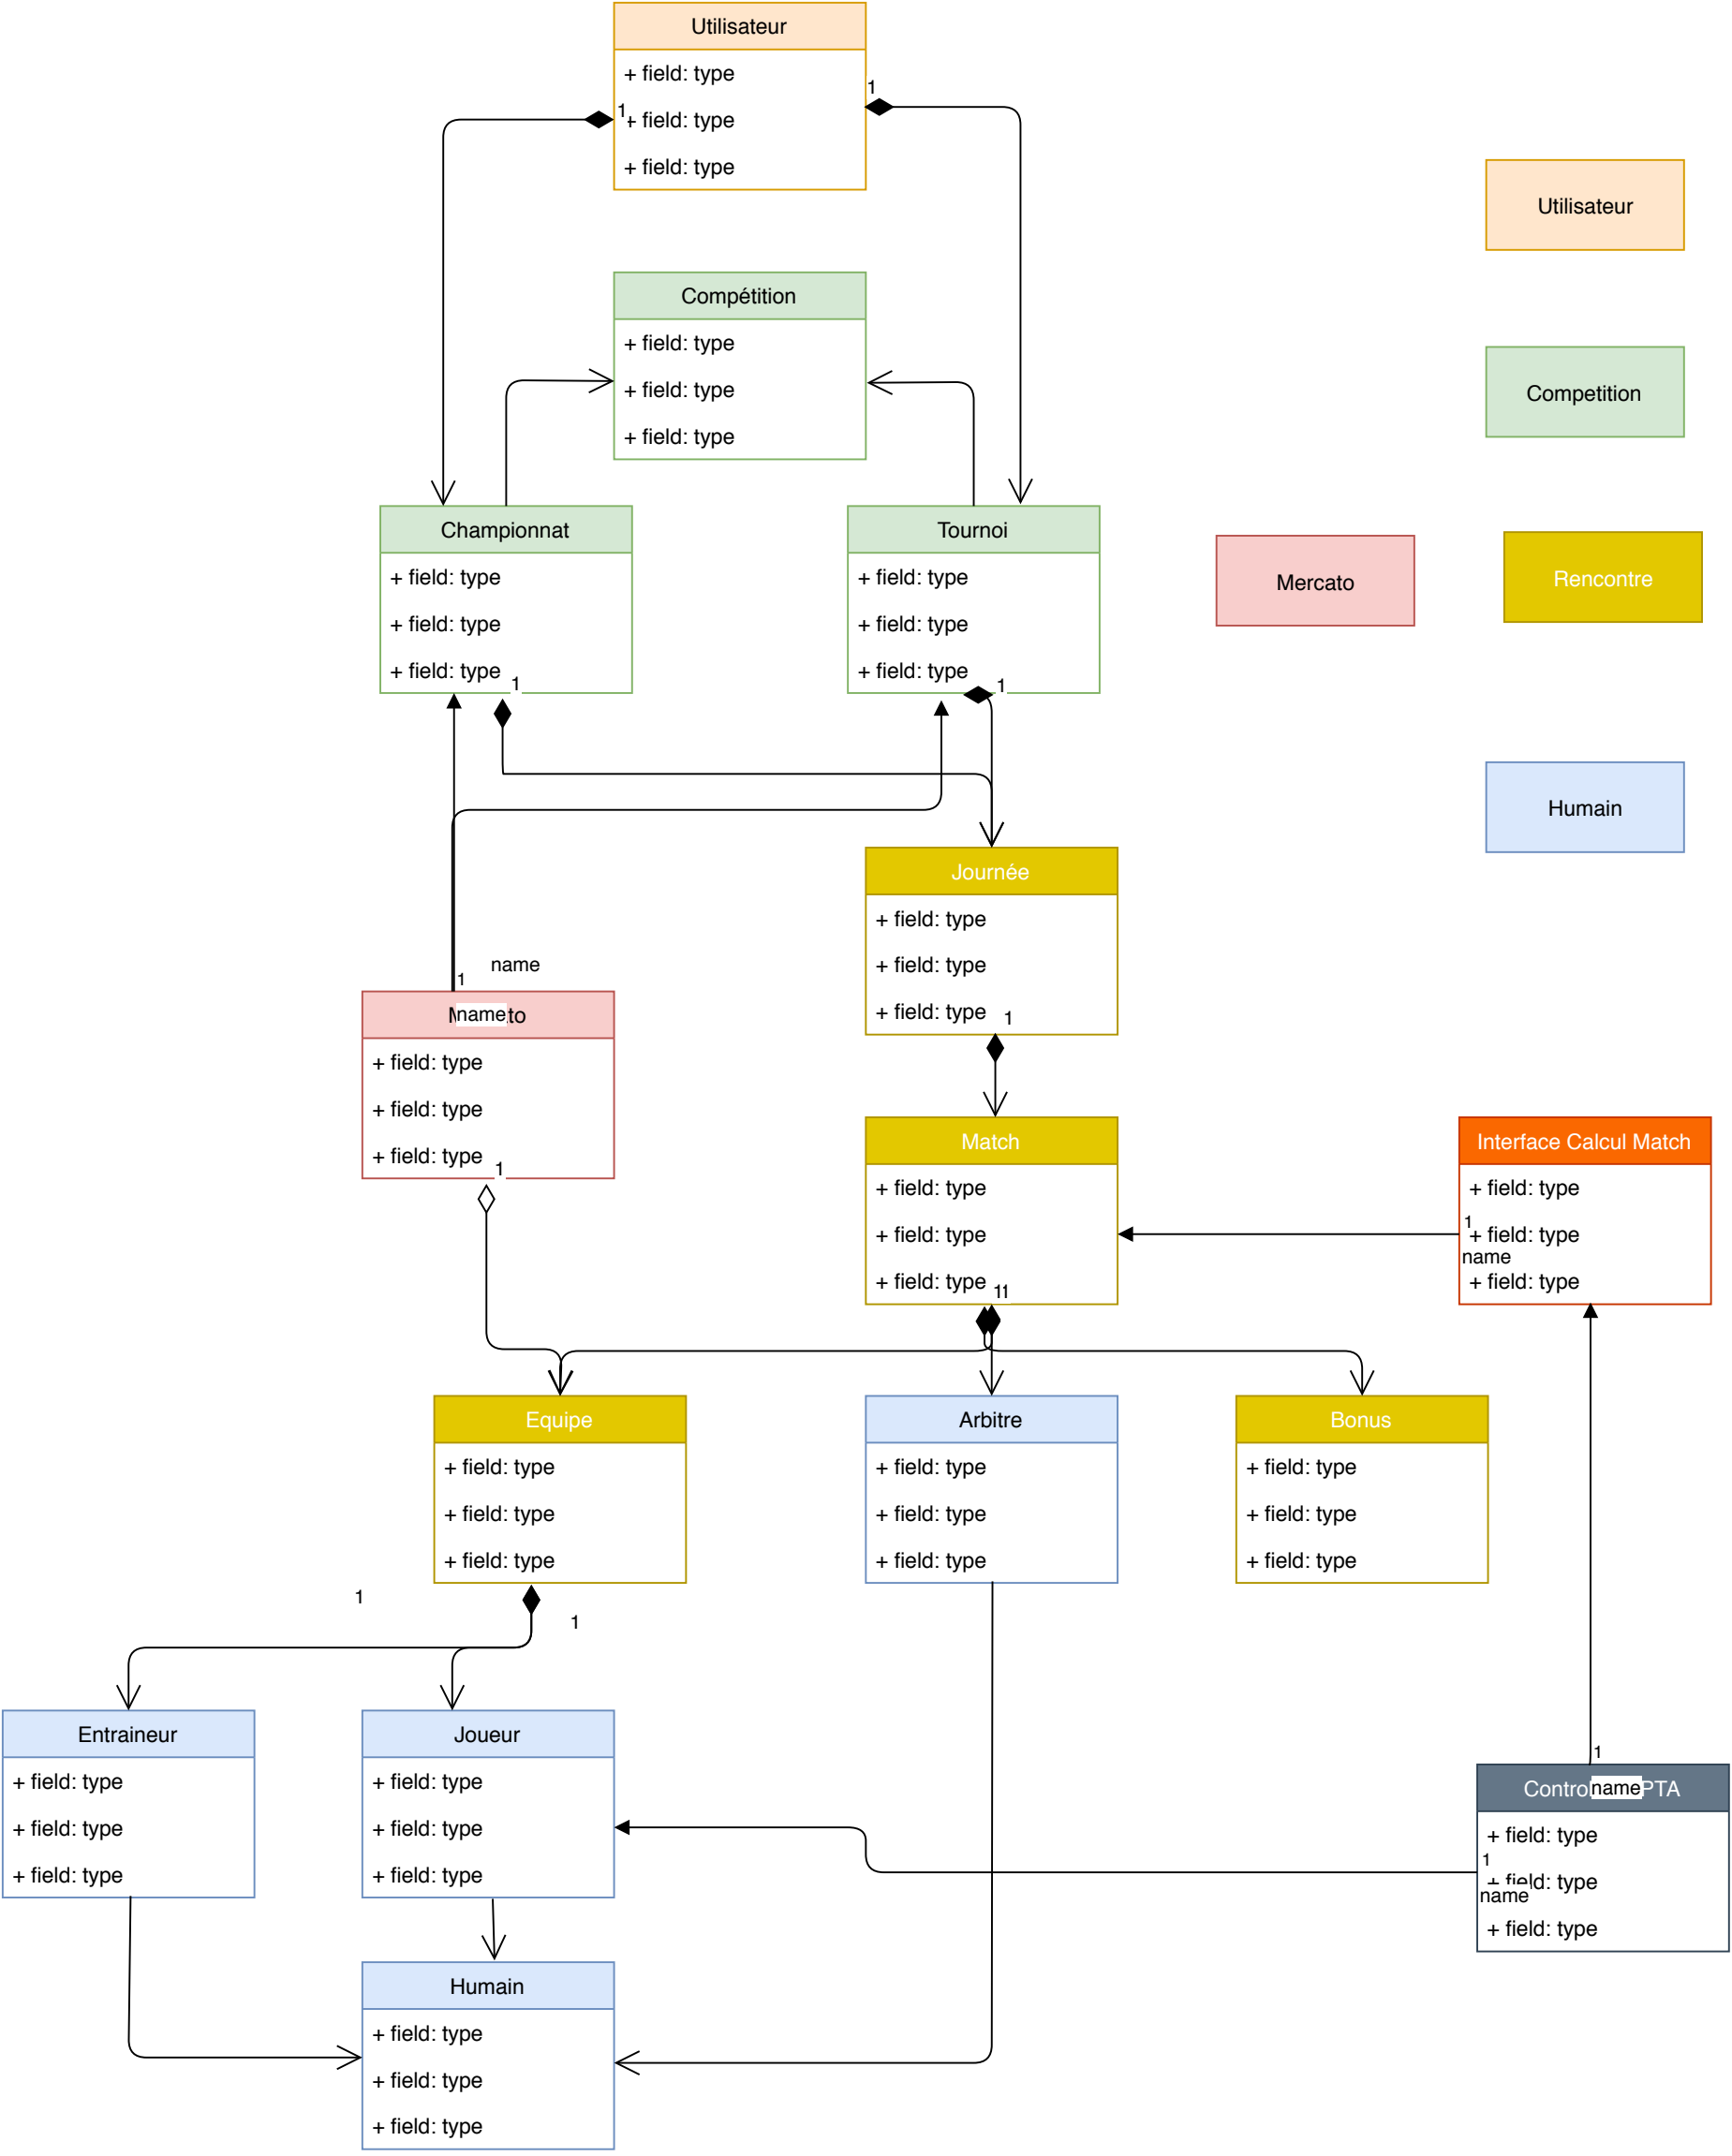 Utilisateur
+ field: type
1
1
+ field: type
+ field: type
Utilisateur
Compétition
+ field: type
+ field: type
+ field: type
Competition
Championnat
+ field: type
+ field: type
+ field: type
1
Tournoi
+ field: type
+ field: type
+ field: type
1
Mercato
Rencontre
Humain
Journée
+ field: type
+ field: type
+ field: type
1
name
1
name
+ field: type
+ field: type
+ field: type
1
Match
+ field: type
+ field: type
+ field: type
1
1
Interface Calcul Match
+ field: type
1
+ field: type
name
+ field: type
Equipe
+ field: type
+ field: type
+ field: type
Arbitre
+ field: type
+ field: type
+ field: type
Bonus
+ field: type
+ field: type
+ field: type
1
1
Entraineur
+ field: type
+ field: type
+ field: type
Joueur
+ field: type
+ field: type
+ field: type
1
name
PTA
+ field: type
1
+ field: type
name
+ field: type
Humain
+ field: type
+ field: type
+ field: type